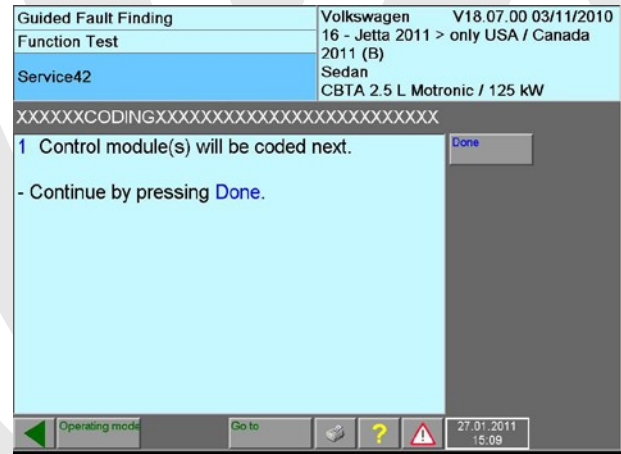 Guided Fault Finding
Function Test
Service42
Volkswagen V18.07.00 03/11/2010
16 - Jetta 2011 > only USA / Canada
2011 (B)
Sedan
CBTA 2.5 L Motronic / 125 kW
XXXXXXCODINGXXXXXXXXXXXXXXXXXXXXXXXXX
1 Control module(s) will be coded next.
- Continue by pressing Done.
Done
Operating mode
Go to
?
27.01.2011
15:09